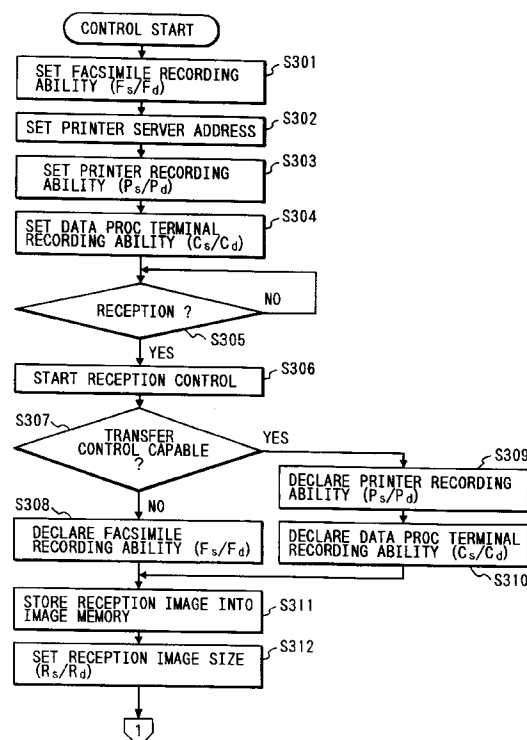 CONTROL START
S301
SET FACSIMILE RECORDING
ABILITY (Fs/Fd)
S302
SET PRINTER SERVER ADDRESS
S303
SET PRINTER RECORDING
ABILITY (Ps/Pd)
S304
SET DATA PROC TERMINAL
RECORDING ABILITY (Cs/Cd)
RECEPTION ?
NO
S305
YES
S306
START RECEPTION CONTROL
S307
TRANSFER
CONTROL CAPABLE
?
YES
S309
DECLARE PRINTER RECORDING
ABILITY (Ps/Pd)
NO
S308
DECLARE FACSIMILE
RECORDING ABILITY (Fs/Fd)
DECLARE DATA PROC TERMINAL
RECORDING ABILITY (Cs/Cd)
S310
S311
STORE RECEPTION IMAGE INTO
IMAGE MEMORY
S312
SET RECEPTION IMAGE SIZE
(Rs/Rd)
1